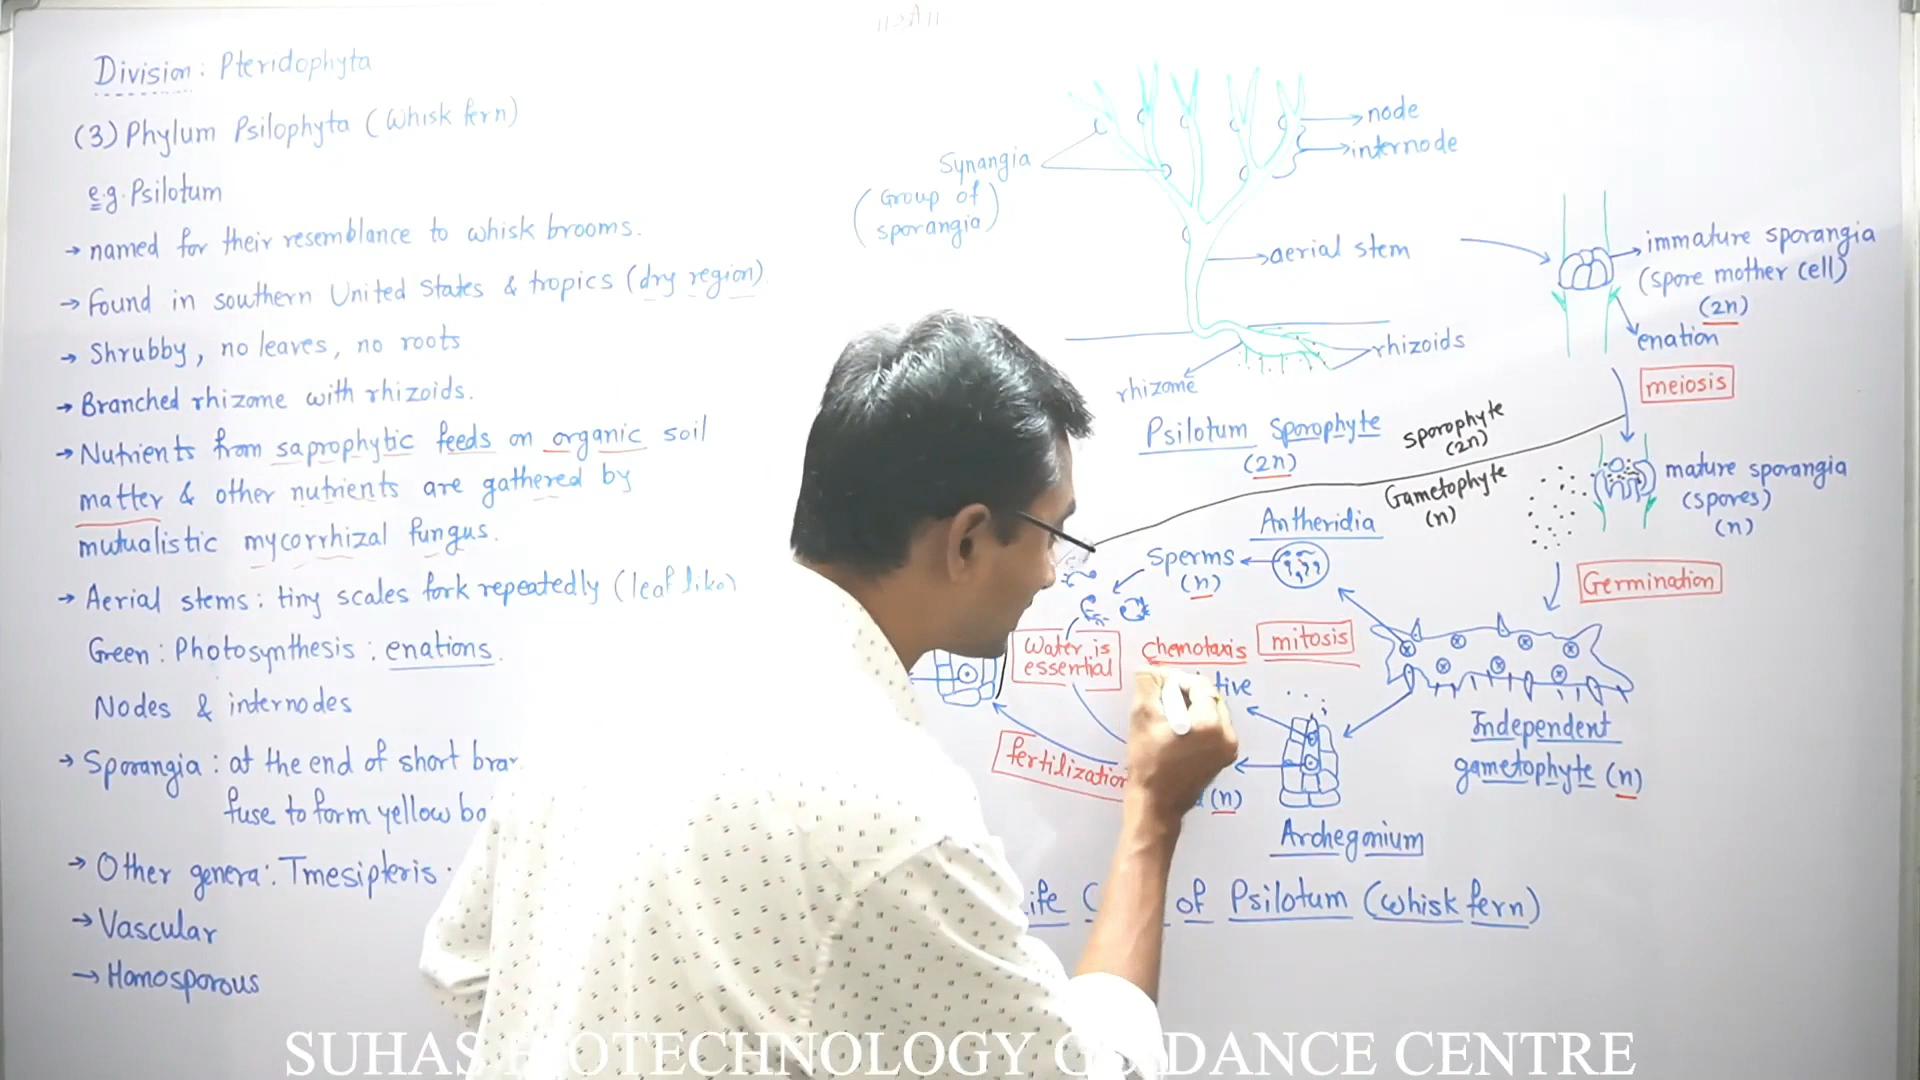 Division: Pteridophyta
(3) Phylum Psilophyta (Whisk fern)
e.g. Psilotum
→ named for their resemblance to whisk brooms.
→ found in southern United States & tropics (dry region)
→ Shrubby, no leaves, no roots
→ Branched rhizome with rhizoids.
→ Nutrients from saprophytic feeds on organic soil
matter & other nutrients are gathered by
mutualistic mycorrhizal fungus.
→ Aerial stems: tiny scales fork repeatedly (leaf like)
Green: Photosynthesis: enations.
Nodes & internodes
→ Sporangia: at the end of short
fuse to form yellow
→ Other genera: Tmesipteris.
→ Vascular
→ Homosporous
node
internode
Synangia
(Group of
sporangia)
aerial stem
rhizoids
rhizome
Psilotum Sporophyte
(2n)
immature sporangia
(spore mother cell)
(2n)
enation
meiosis
sporophyte
(2n)
Gametophyte
(n)
mature sporangia
(spores)
(n)
Germination
Antheridia
Sperms
(n)
Water is
essential
Chemotaxis
mitosis
Independent
gametophyte (n)
fertilization
(n)
Archegonium
of Psilotum (whisk fern)
SUHAS BIOTECHNOLOGY GUIDANCE CENTRE